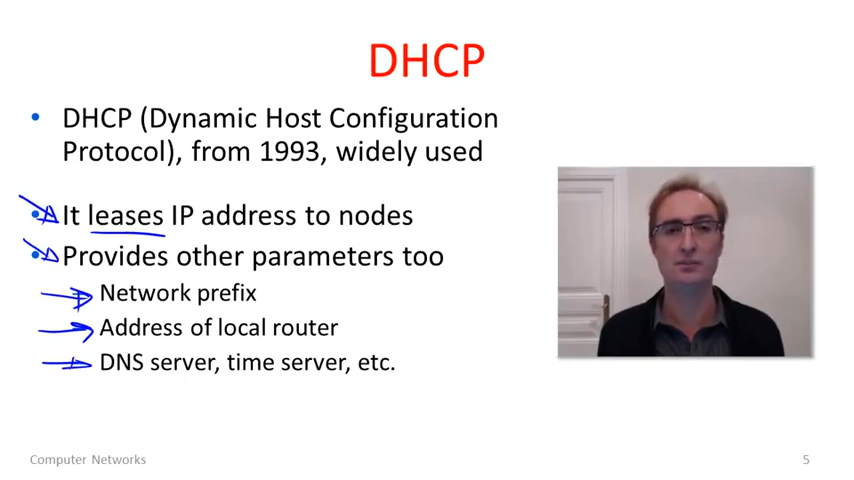 DHCP
• DHCP (Dynamic Host Configuration
Protocol), from 1993, widely used
• It leases IP address to nodes
• Provides other parameters too
Network prefix
Address of local router
DNS server, time server, etc.
Computer Networks
5